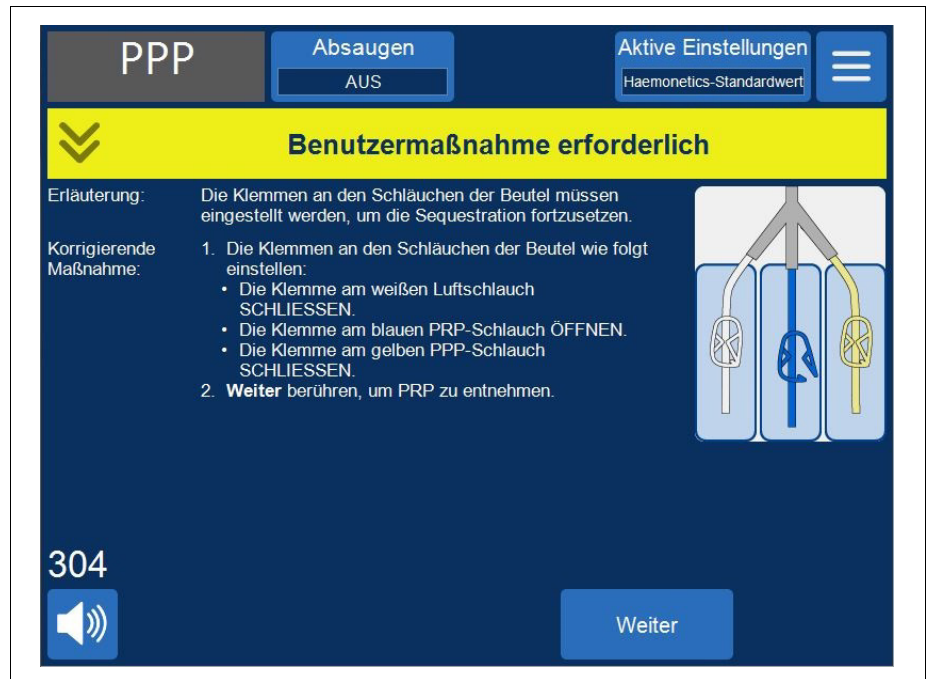 PPP
Absaugen
AUS
Aktive Einstellungen
Haemonetics-Standardwert
Benutzermaßnahme erforderlich
Erläuterung:
Die Klemmen an den Schläuchen der Beutel müssen
eingestellt werden, um die Sequestration fortzusetzen.
Korrigierende
Maßnahme:
1. Die Klemmen an den Schläuchen der Beutel wie folgt
einstellen:
• Die Klemme am weißen Luftschlauch
SCHLIESSEN.
• Die Klemme am blauen PRP-Schlauch ÖFFNEN.
• Die Klemme am gelben PPP-Schlauch
SCHLIESSEN.
2. Weiter berühren, um PRP zu entnehmen.
304
Weiter